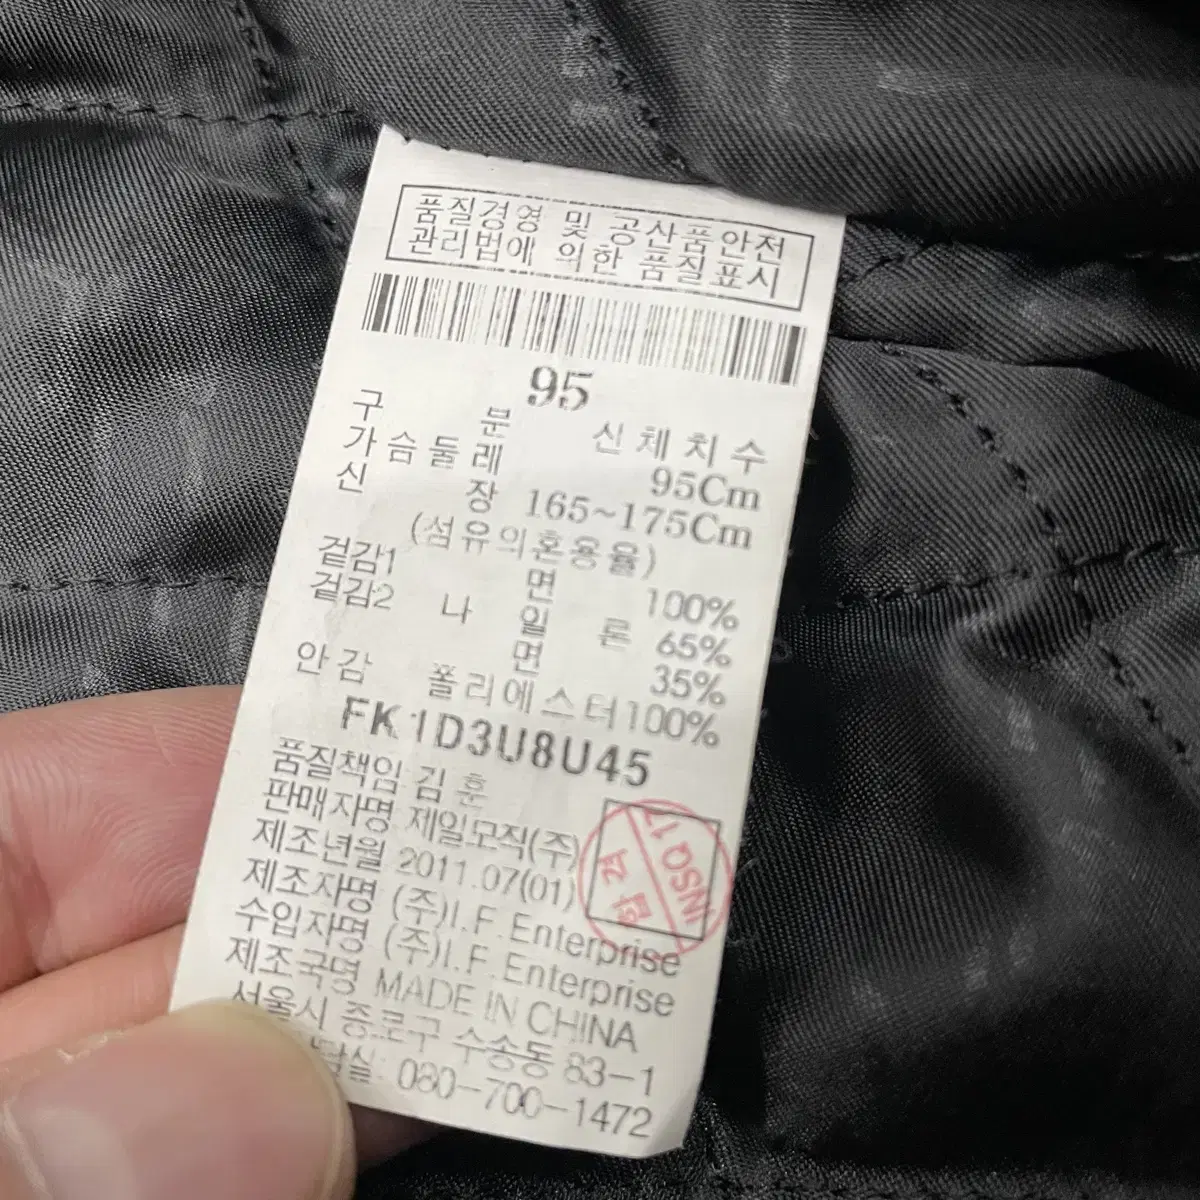 품질경영 및 공산품안전
관리법에 의한 품질표시
95
구 분 신체치수
가슴둘레 95Cm
신 장 165~175Cm
(섬유의혼용율)
겉감1 면 100%
겉감2 나일론 65%
면 35%
안감 폴리에스터 100%
FK1D3U8U45
품질책임 김 훈
판매자명 제일모직(주)
제조년월 2011.07(01)
제조자명 (주)I.F.Enterprise
수입자명 (주)I.F.Enterprise
제조국명 MADE IN CHINA
서울시 종로구 수송동 83-1
080-700-1472
합격
INSQ 17